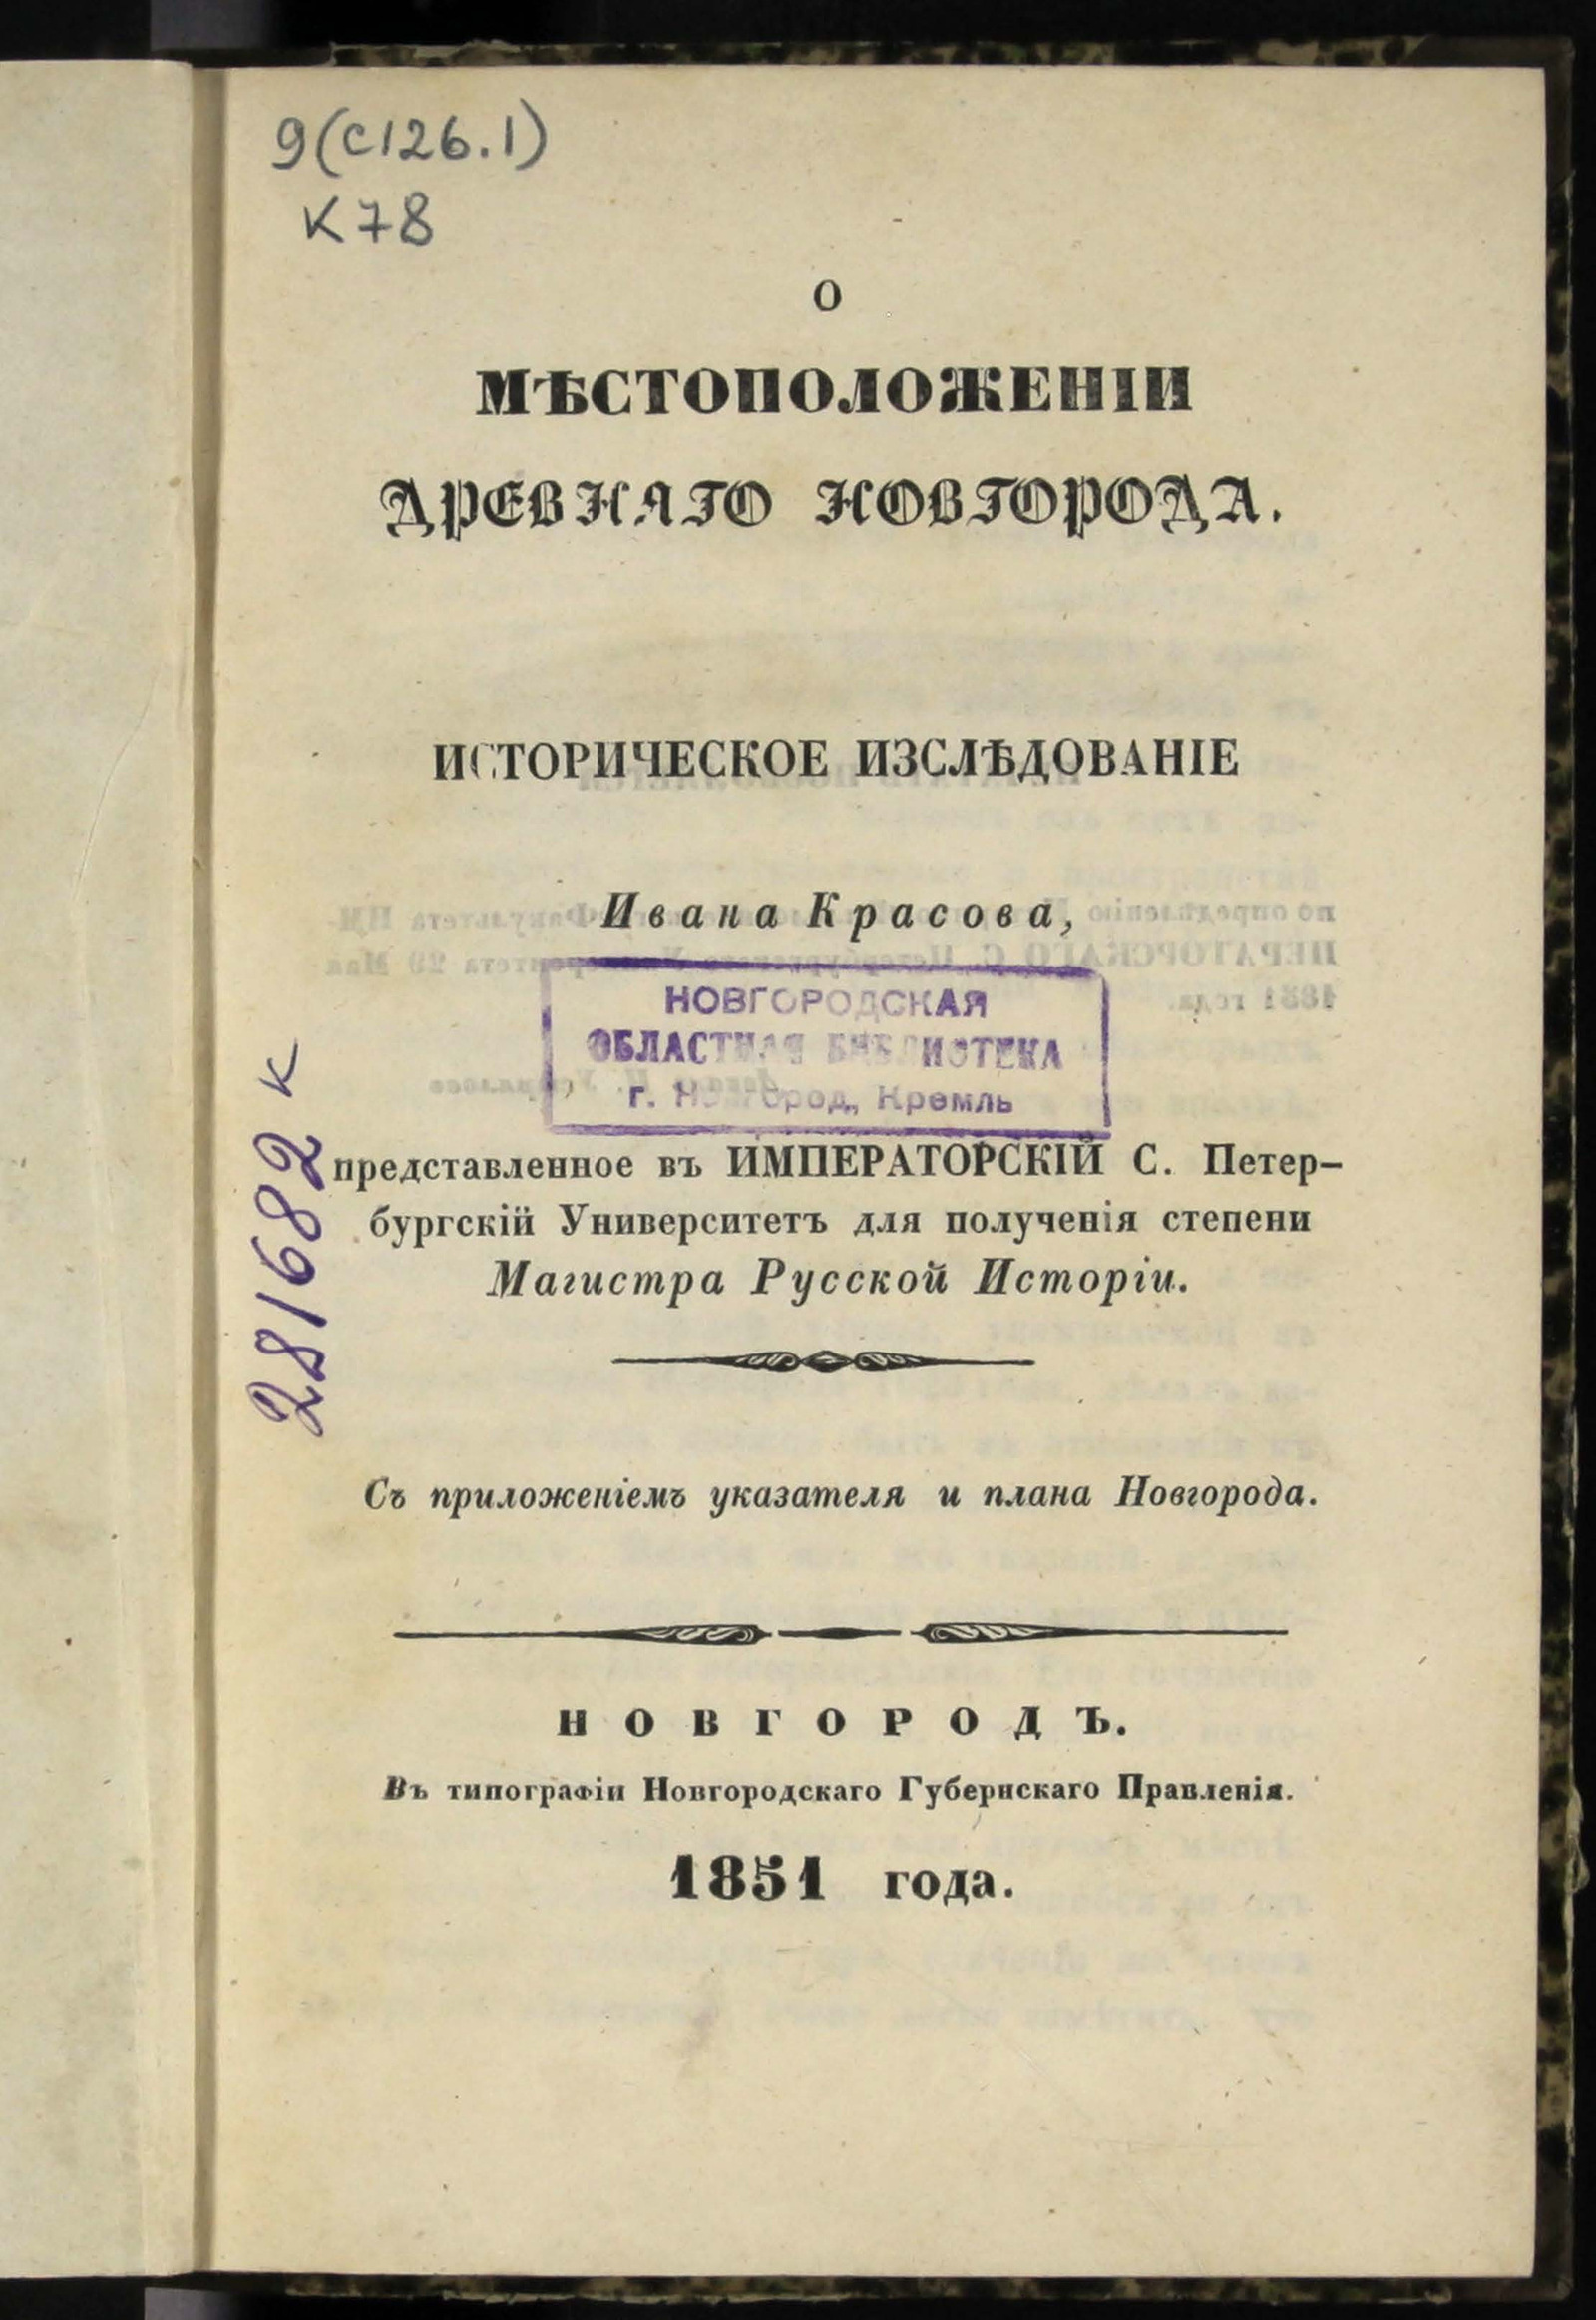 9(С126.1)
К78
О
МѢСТОПОЛОЖЕНІИ
ДРЕВНЯГО НОВГОРОДА.
ИСТОРИЧЕСКОЕ ИЗСЛѢДОВАНІЕ
Ивана Красова,
НОВГОРОДСКАЯ
ОБЛАСТНАЯ БИБЛИОТЕКА
г. Новгород, Кремль
281682 к
представленное въ ИМПЕРАТОРСКІЙ С. Петер-
бургскій Университетъ для полученія степени
Магистра Русской Исторіи.
Съ приложеніемъ указателя и плана Новгорода.
НОВГОРОДЪ.
Въ типографіи Новгородскаго Губернскаго Правленія.
1851 года.